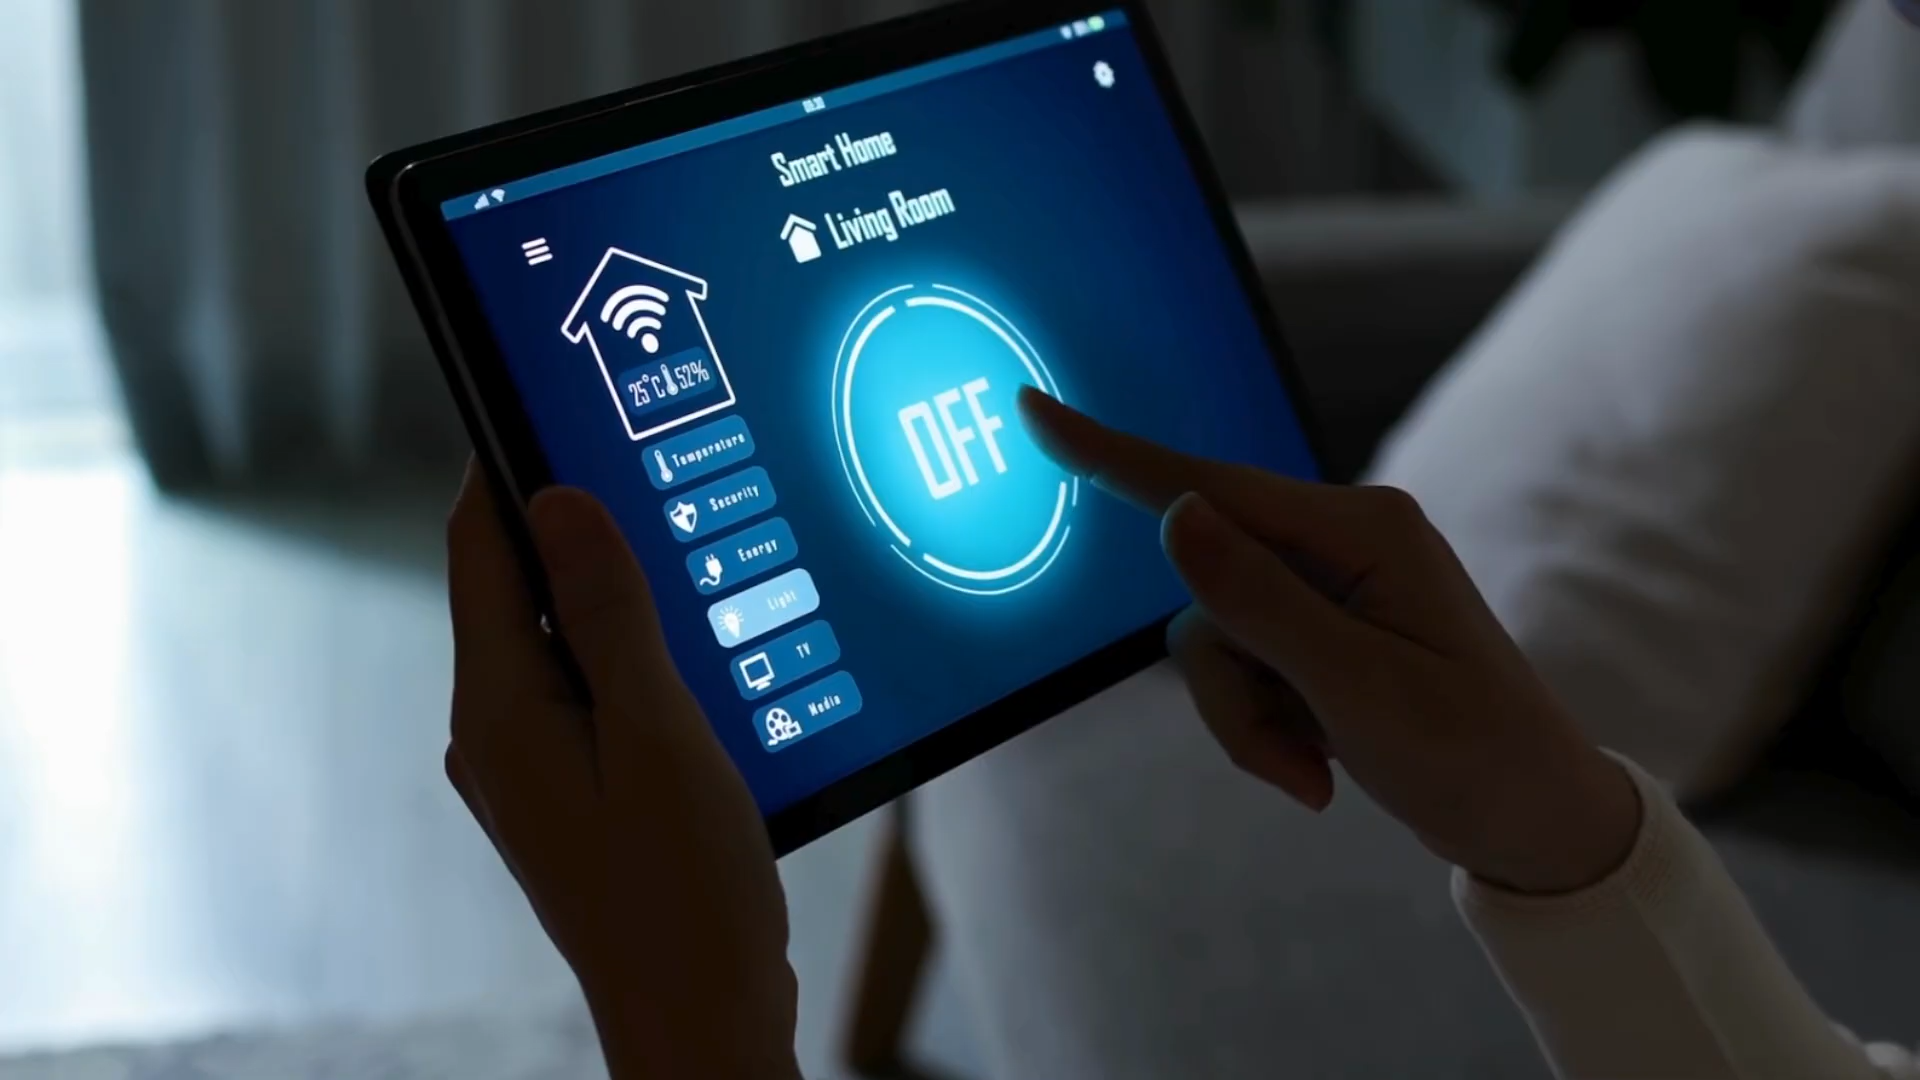 Smart Home
Living Room
25°C 52%
Temperature
Security
Energy
Light
TV
Media
OFF